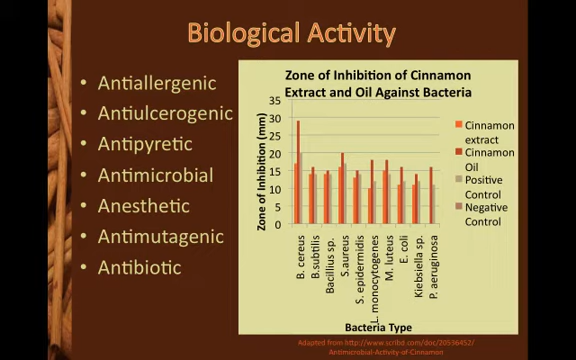 Biological Activity
• Antiallergenic
• Antiulcerogenic
• Antipyretic
• Antimicrobial
• Anesthetic
• Antimutagenic
• Antibiotic
Zone of Inhibition of Cinnamon
Extract and Oil Against Bacteria
Zone of Inhibition (mm)
35
30
25
20
15
10
5
0
B. cereus
B.subtilis
Bacillius sp.
S.aureus
S. epidermidis
L. monocytogenes
M. luteus
E. coli
Klebsiella sp.
P. aeruginosa
Bacteria Type
Cinnamon
extract
Cinnamon
Oil
Positive
Control
Negative
Control
Adapted from http://www.scribd.com/doc/20536452/
Antimicrobial-Activity-of-Cinnamon